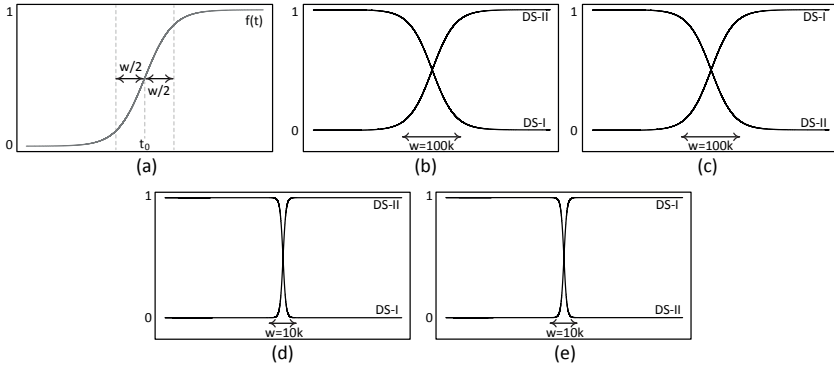 1
f(t)
w/2
w/2
0
t0
(a)
1
DS-II
0
DS-I
w=100k
(b)
1
DS-I
0
DS-II
w=100k
(c)
1
DS-II
0
DS-I
w=10k
(d)
1
DS-I
0
DS-II
w=10k
(e)